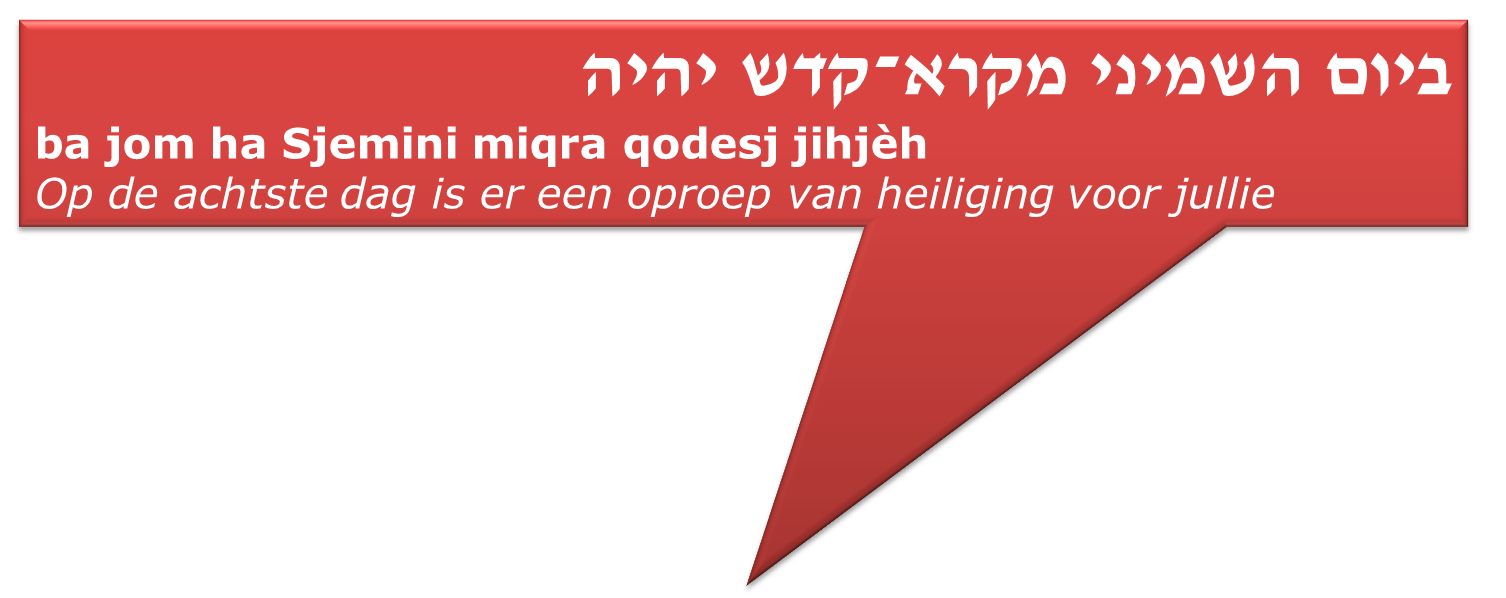 ביום השמיני מקרא־קדש יהיה
ba jom ha Sjemini miqra qodesj jihjèh
Op de achtste dag is er een oproep van heiliging voor jullie